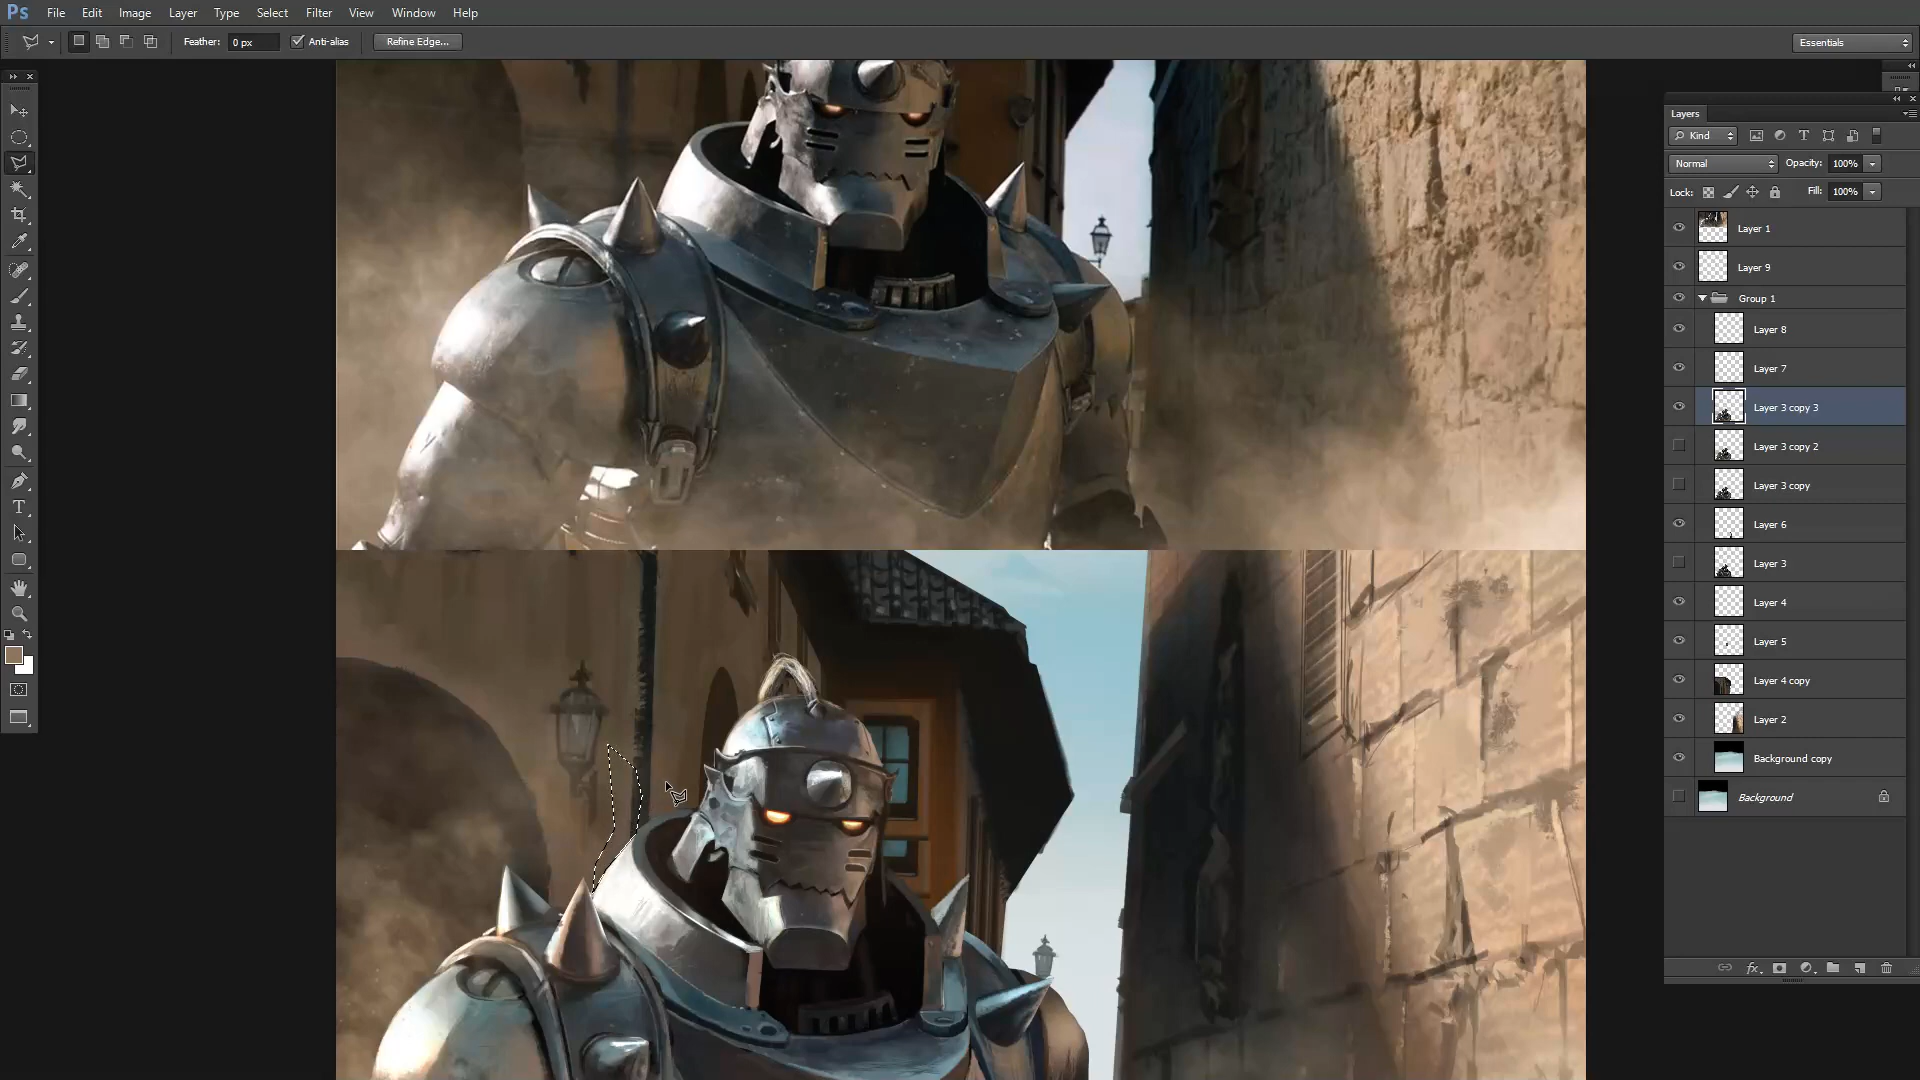 Ps File Edit Image Layer Type Select Filter View Window Help
Feather: 0 px Anti-alias Refine Edge... Essentials
Layers
Kind
Normal Opacity: 100%
Lock: Fill: 100%
Layer 1
Layer 9
Group 1
Layer 8
Layer 7
Layer 3 copy 3
Layer 3 copy 2
Layer 3 copy
Layer 6
Layer 3
Layer 4
Layer 5
Layer 4 copy
Layer 2
Background copy
Background